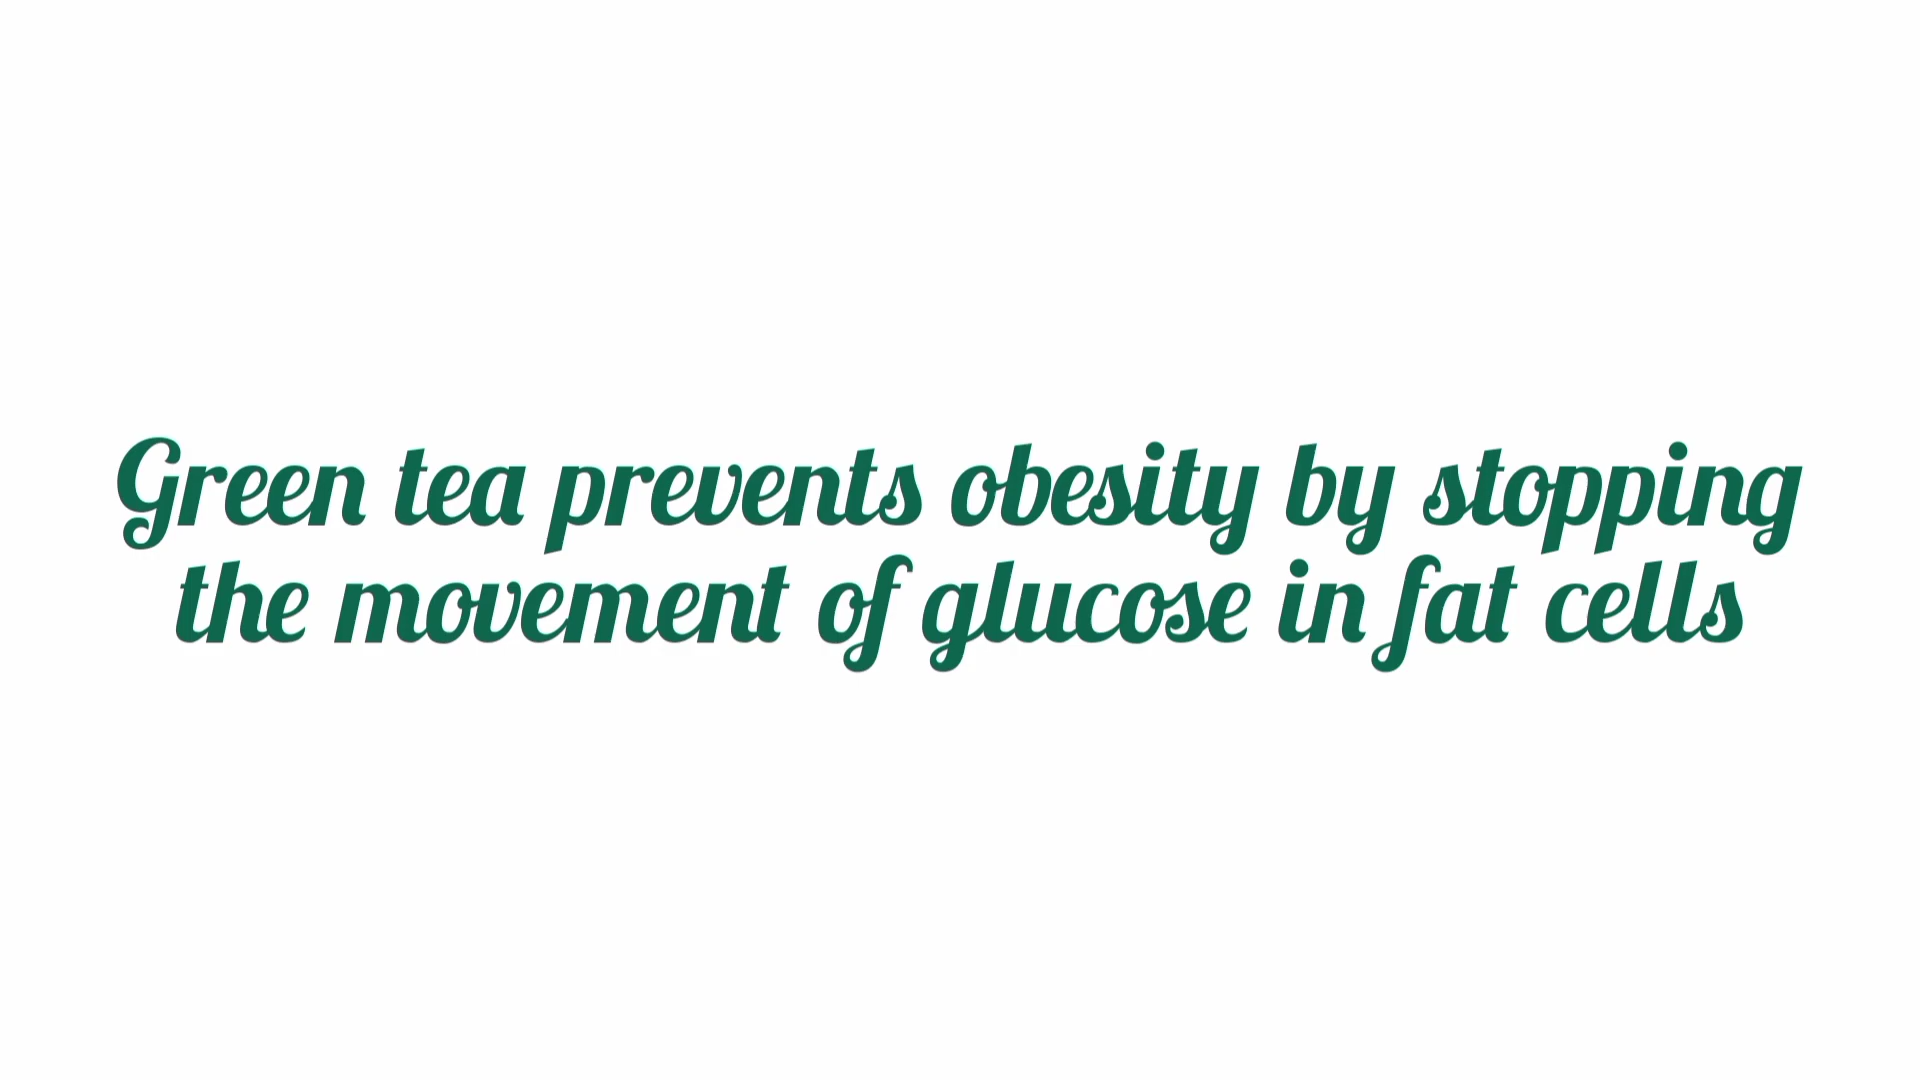 Green tea prevents obesity by stopping
the movement of glucose in fat cells